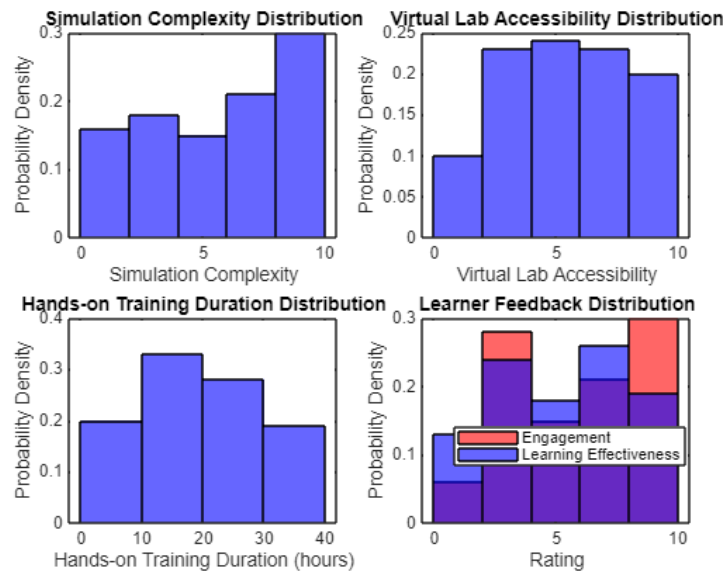 Simulation Complexity Distribution
0.3
0.2
0.1
0
Probability Density
0 5 10
Simulation Complexity
Virtual Lab Accessibility Distribution
0.25
0.2
0.15
0.1
0.05
0
Probability Density
0 5 10
Virtual Lab Accessibility
Hands-on Training Duration Distribution
0.4
0.3
0.2
0.1
0
Probability Density
0 10 20 30 40
Hands-on Training Duration (hours)
Learner Feedback Distribution
0.3
0.2
0.1
0
Probability Density
Engagement
Learning Effectiveness
0 5 10
Rating